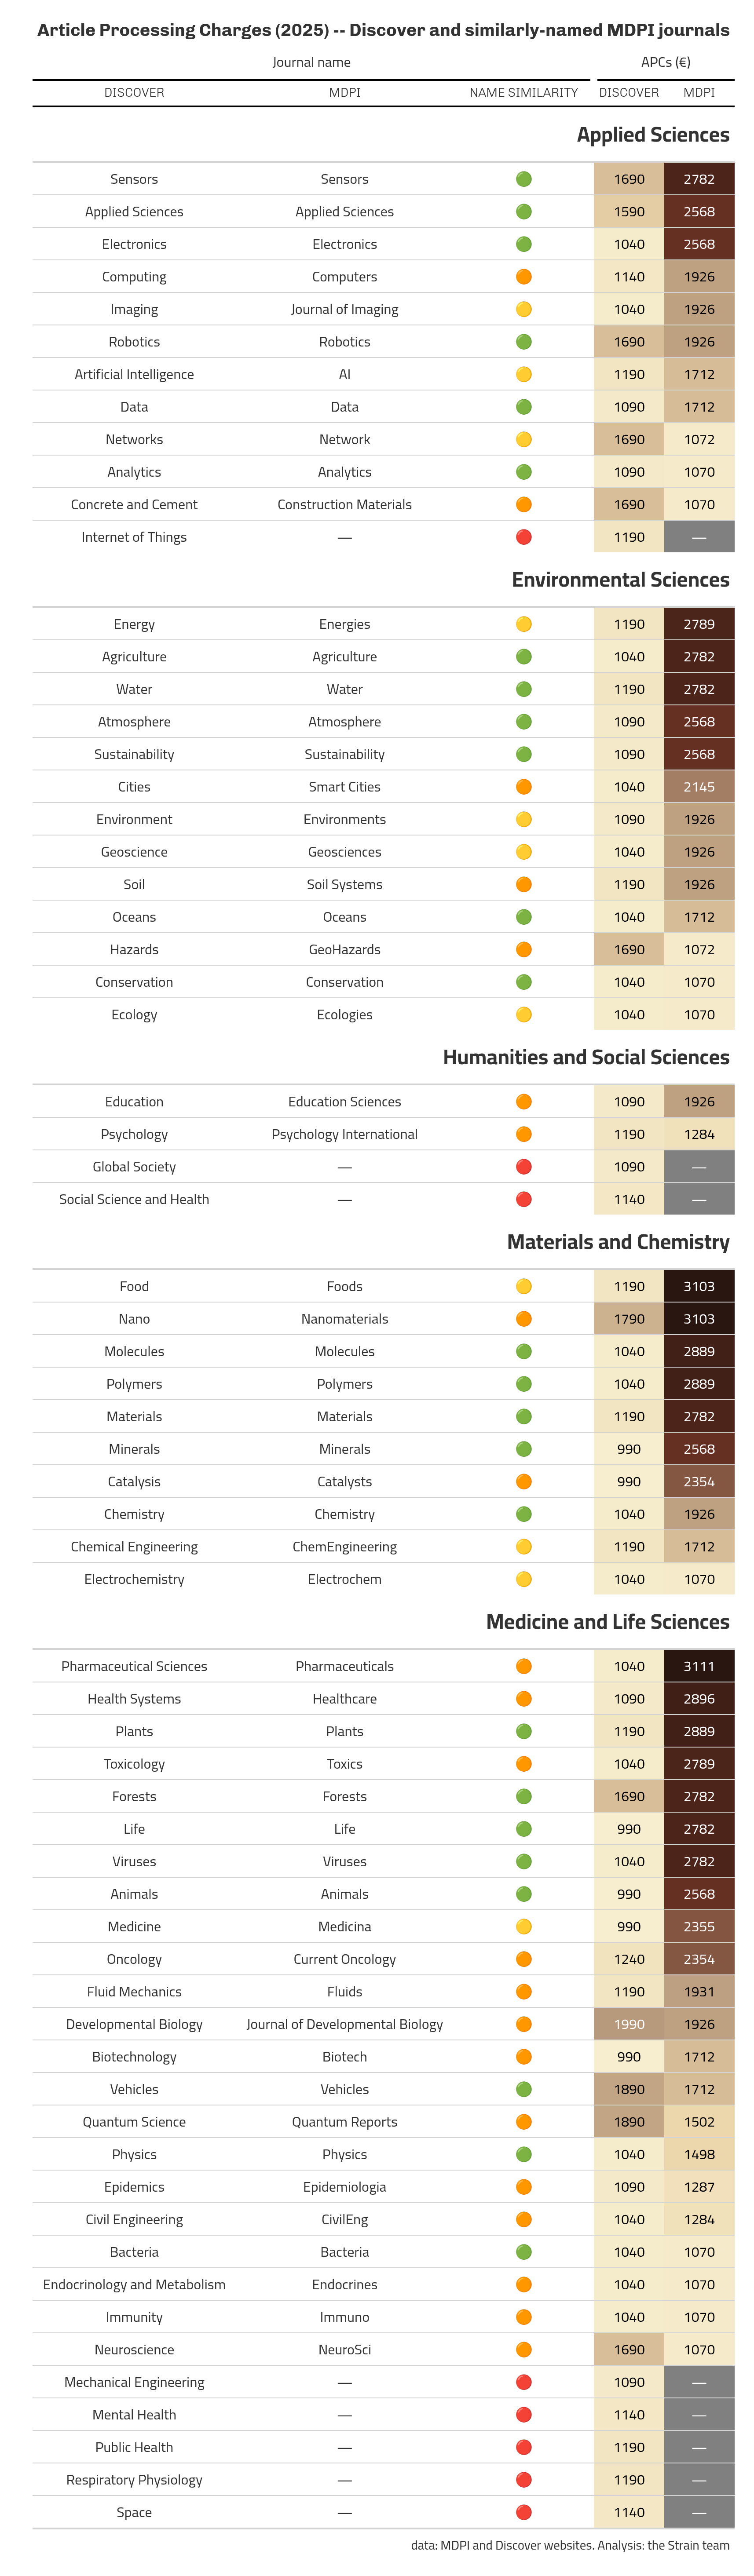 Article Processing Charges (2025) -- Discover and similarly-named MDPI journals
Journal name APCs (€)
DISCOVER MDPI NAME SIMILARITY DISCOVER MDPI
Applied Sciences
Sensors Sensors 1690 2782
Applied Sciences Applied Sciences 1590 2568
Electronics Electronics 1040 2568
Computing Computers 1140 1926
Imaging Journal of Imaging 1040 1926
Robotics Robotics 1690 1926
Artificial Intelligence AI 1190 1712
Data Data 1090 1712
Networks Network 1690 1072
Analytics Analytics 1090 1070
Concrete and Cement Construction Materials 1690 1070
Internet of Things — 1190 —
Environmental Sciences
Energy Energies 1190 2789
Agriculture Agriculture 1040 2782
Water Water 1190 2782
Atmosphere Atmosphere 1090 2568
Sustainability Sustainability 1090 2568
Cities Smart Cities 1040 2145
Environment Environments 1090 1926
Geoscience Geosciences 1040 1926
Soil Soil Systems 1190 1926
Oceans Oceans 1040 1712
Hazards GeoHazards 1690 1072
Conservation Conservation 1040 1070
Ecology Ecologies 1040 1070
Humanities and Social Sciences
Education Education Sciences 1090 1926
Psychology Psychology International 1190 1284
Global Society — 1090 —
Social Science and Health — 1140 —
Materials and Chemistry
Food Foods 1190 3103
Nano Nanomaterials 1790 3103
Molecules Molecules 1040 2889
Polymers Polymers 1040 2889
Materials Materials 1190 2782
Minerals Minerals 990 2568
Catalysis Catalysts 990 2354
Chemistry Chemistry 1040 1926
Chemical Engineering ChemEngineering 1190 1712
Electrochemistry Electrochem 1040 1070
Medicine and Life Sciences
Pharmaceutical Sciences Pharmaceuticals 1040 3111
Health Systems Healthcare 1090 2896
Plants Plants 1190 2889
Toxicology Toxics 1040 2789
Forests Forests 1690 2782
Life Life 990 2782
Viruses Viruses 1040 2782
Animals Animals 990 2568
Medicine Medicina 990 2355
Oncology Current Oncology 1240 2354
Fluid Mechanics Fluids 1190 1931
Developmental Biology Journal of Developmental Biology 1990 1926
Biotechnology Biotech 990 1712
Vehicles Vehicles 1890 1712
Quantum Science Quantum Reports 1890 1502
Physics Physics 1040 1498
Epidemics Epidemiologia 1090 1287
Civil Engineering CivilEng 1040 1284
Bacteria Bacteria 1040 1070
Endocrinology and Metabolism Endocrines 1040 1070
Immunity Immuno 1040 1070
Neuroscience NeuroSci 1690 1070
Mechanical Engineering — 1090 —
Mental Health — 1140 —
Public Health — 1190 —
Respiratory Physiology — 1190 —
Space — 1140 —
data: MDPI and Discover websites. Analysis: the Strain team